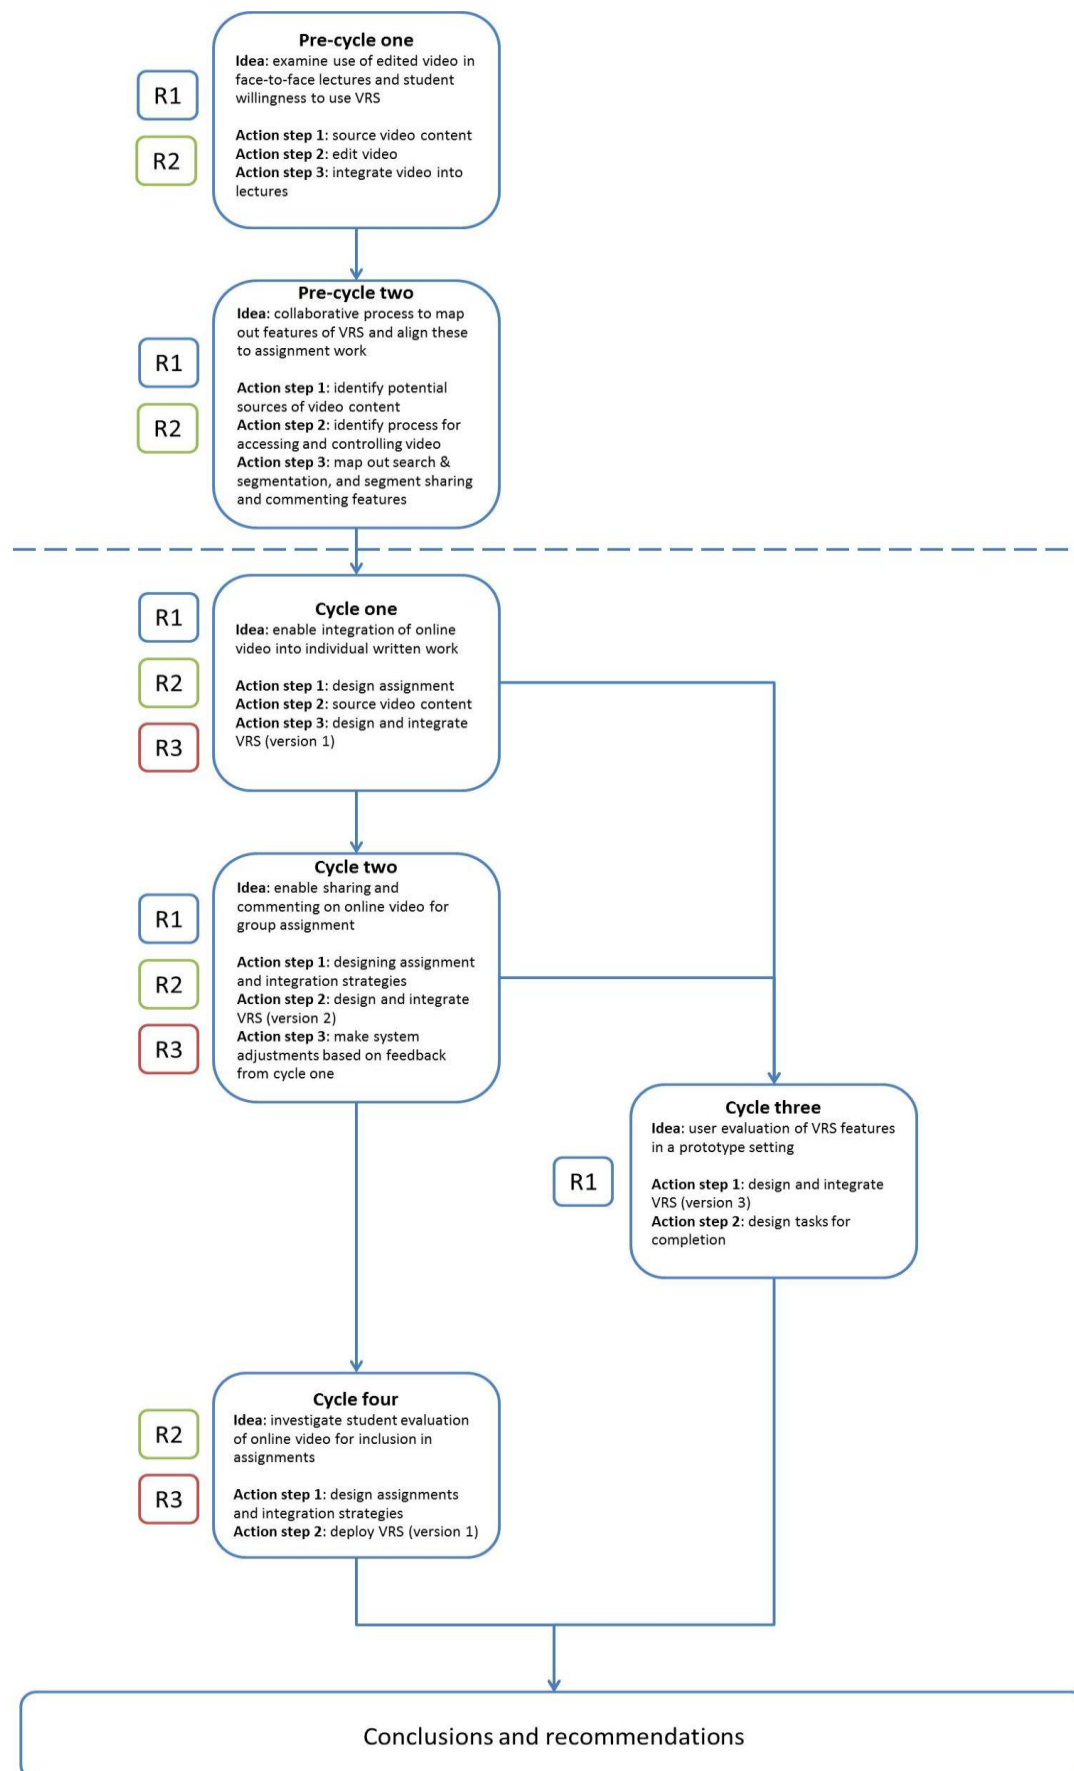 Pre-cycle one
Idea: examine use of edited video in
face-to-face lectures and student
willingness to use VRS
Action step 1: source video content
Action step 2: edit video
Action step 3: integrate video into
lectures
R1
R2
Pre-cycle two
Idea: collaborative process to map
out features of VRS and align these
to assignment work
Action step 1: identify potential
sources of video content
Action step 2: identify process for
accessing and controlling video
Action step 3: map out search &
segmentation, and segment sharing
and commenting features
R1
R2
Cycle one
Idea: enable integration of online
video into individual written work
Action step 1: design assignment
Action step 2: source video content
Action step 3: design and integrate
VRS (version 1)
R1
R2
R3
Cycle two
Idea: enable sharing and
commenting on online video for
group assignment
Action step 1: designing assignment
and integration strategies
Action step 2: design and integrate
VRS (version 2)
Action step 3: make system
adjustments based on feedback
from cycle one
R1
R2
R3
Cycle three
Idea: user evaluation of VRS features
in a prototype setting
Action step 1: design and integrate
VRS (version 3)
Action step 2: design tasks for
completion
R1
Cycle four
Idea: investigate student evaluation
of online video for inclusion in
assignments
Action step 1: design assignments
and integration strategies
Action step 2: deploy VRS (version 1)
R2
R3
Conclusions and recommendations